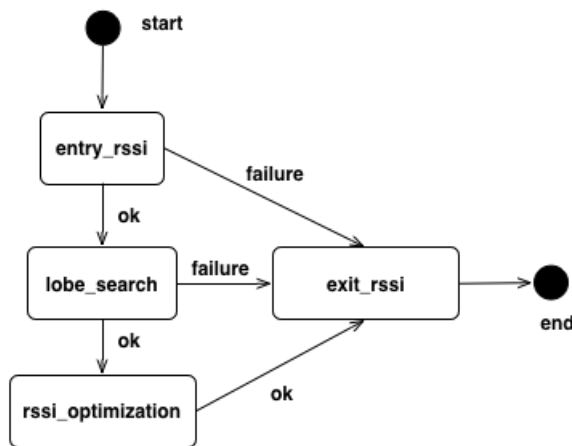 start
entry_rssi
failure
ok
lobe_search
failure
exit_rssi
end
ok
rssi_optimization
ok